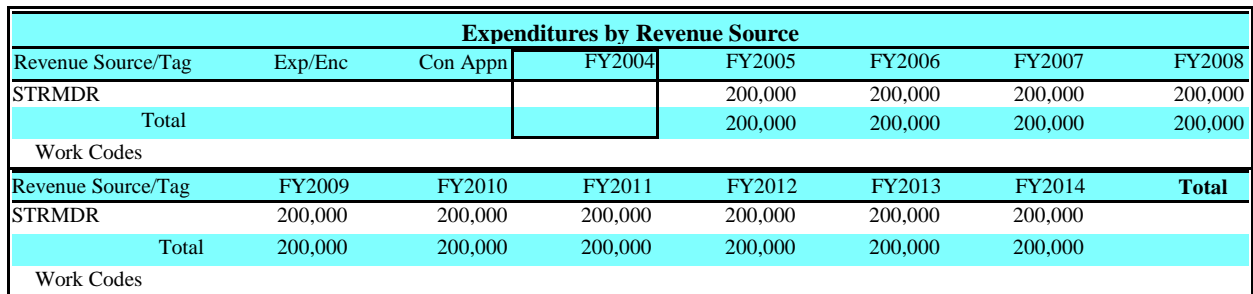 Expenditures by Revenue Source
Revenue Source/Tag Exp/Enc Con Appn FY2004 FY2005 FY2006 FY2007 FY2008
STRMDR 200,000 200,000 200,000 200,000
Total 200,000 200,000 200,000 200,000
Work Codes
Revenue Source/Tag FY2009 FY2010 FY2011 FY2012 FY2013 FY2014 Total
STRMDR 200,000 200,000 200,000 200,000 200,000 200,000
Total 200,000 200,000 200,000 200,000 200,000 200,000
Work Codes